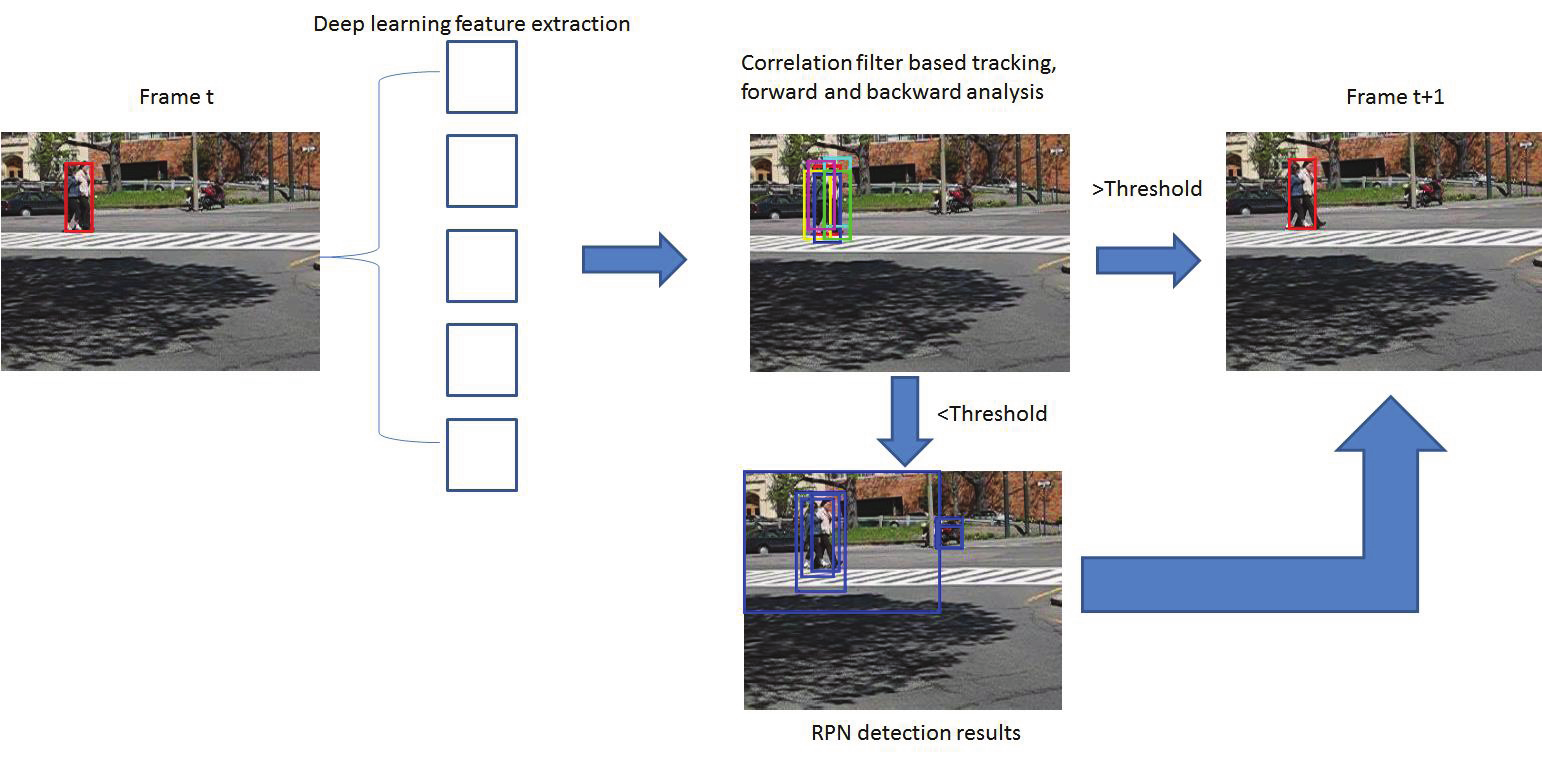 Deep learning feature extraction
Frame t
Correlation filter based tracking,
forward and backward analysis
Frame t+1
>Threshold
<Threshold
RPN detection results